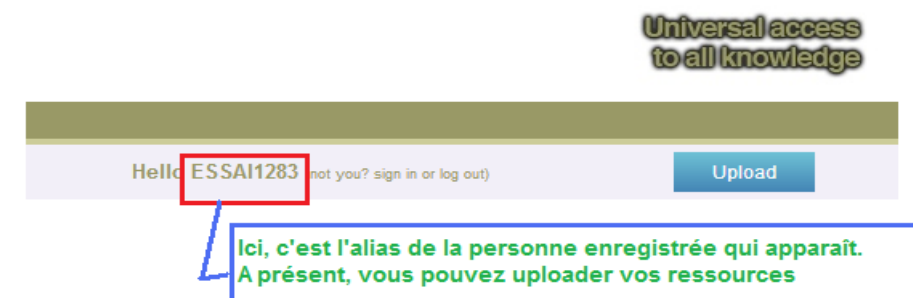 Universal access
to all knowledge
Hello ESSAI1283 (not you? sign in or log out)
Upload
Ici, c'est l'alias de la personne enregistrée qui apparaît.
A présent, vous pouvez uploader vos ressources